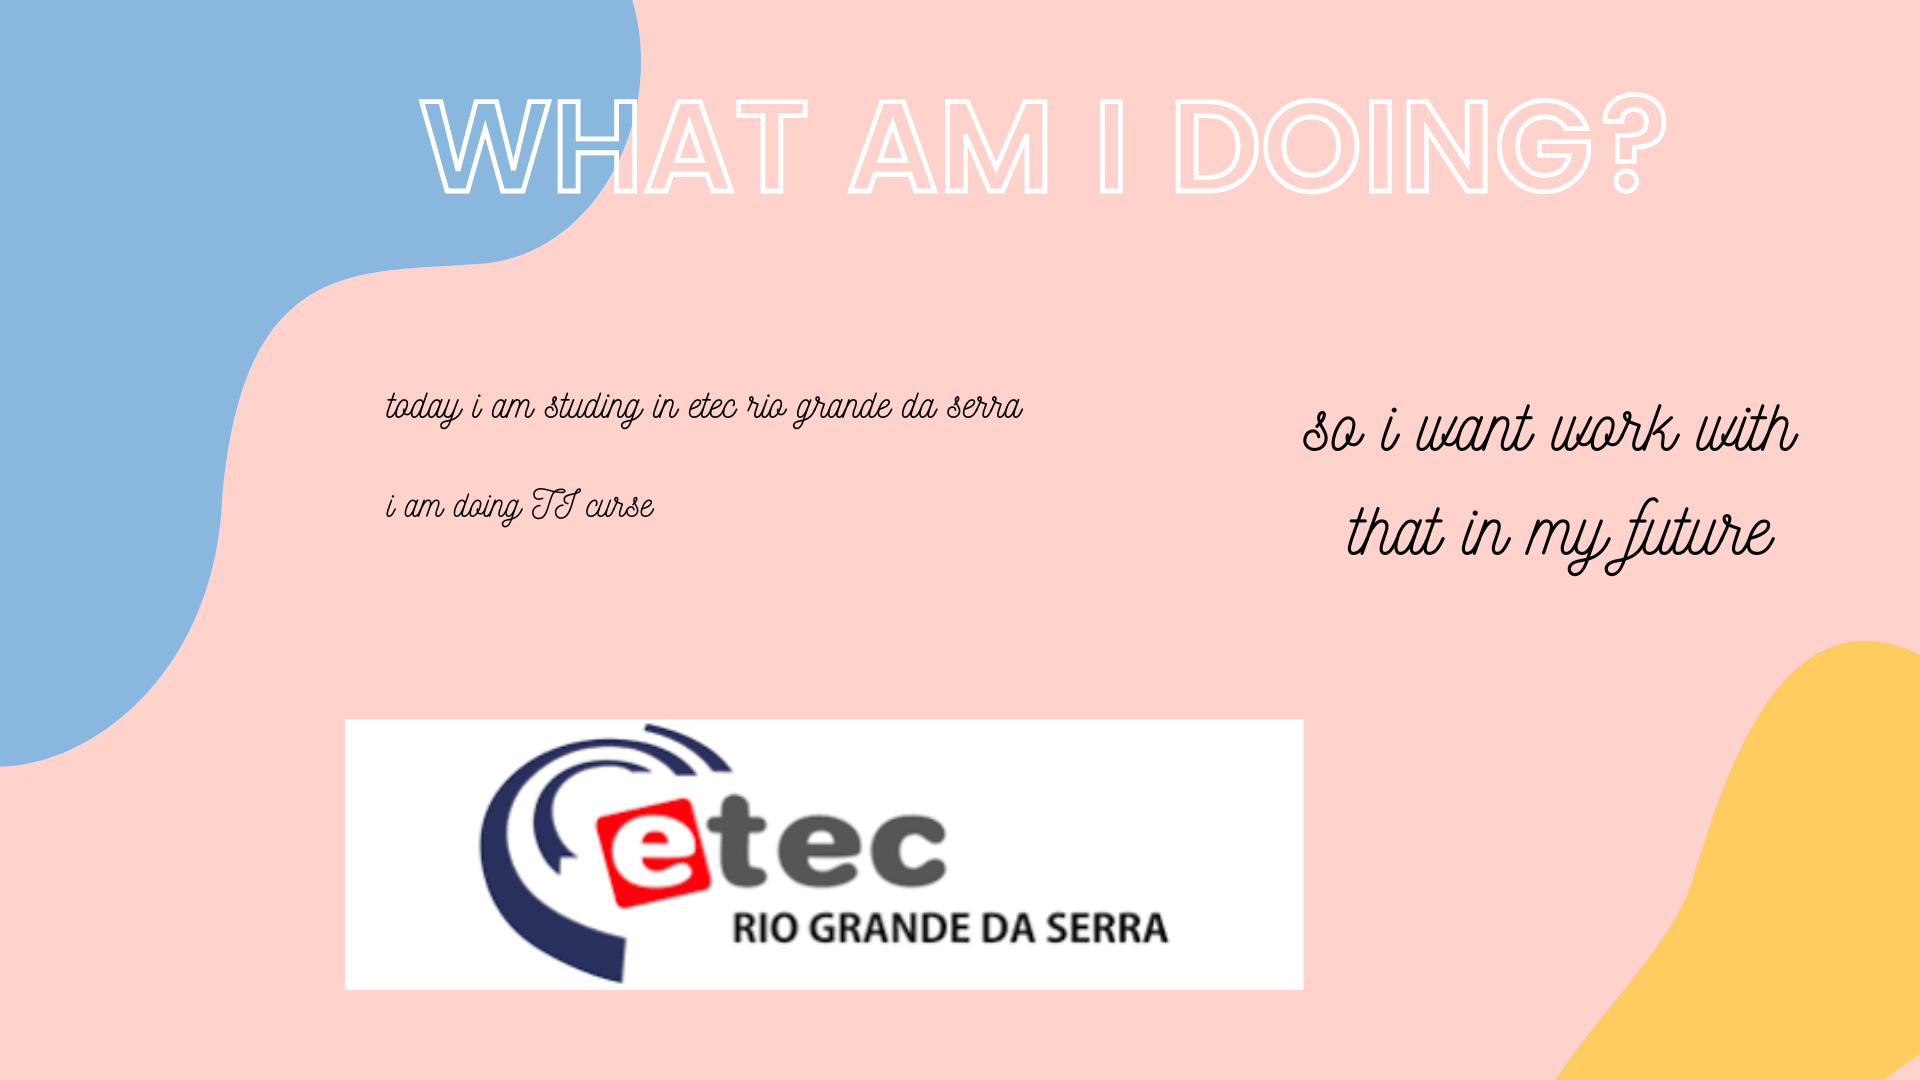 WHAT AM I DOING?
today i am studing in etec rio grande da serra
i am doing TI curse
so i want work with
that in my future
etec
RIO GRANDE DA SERRA